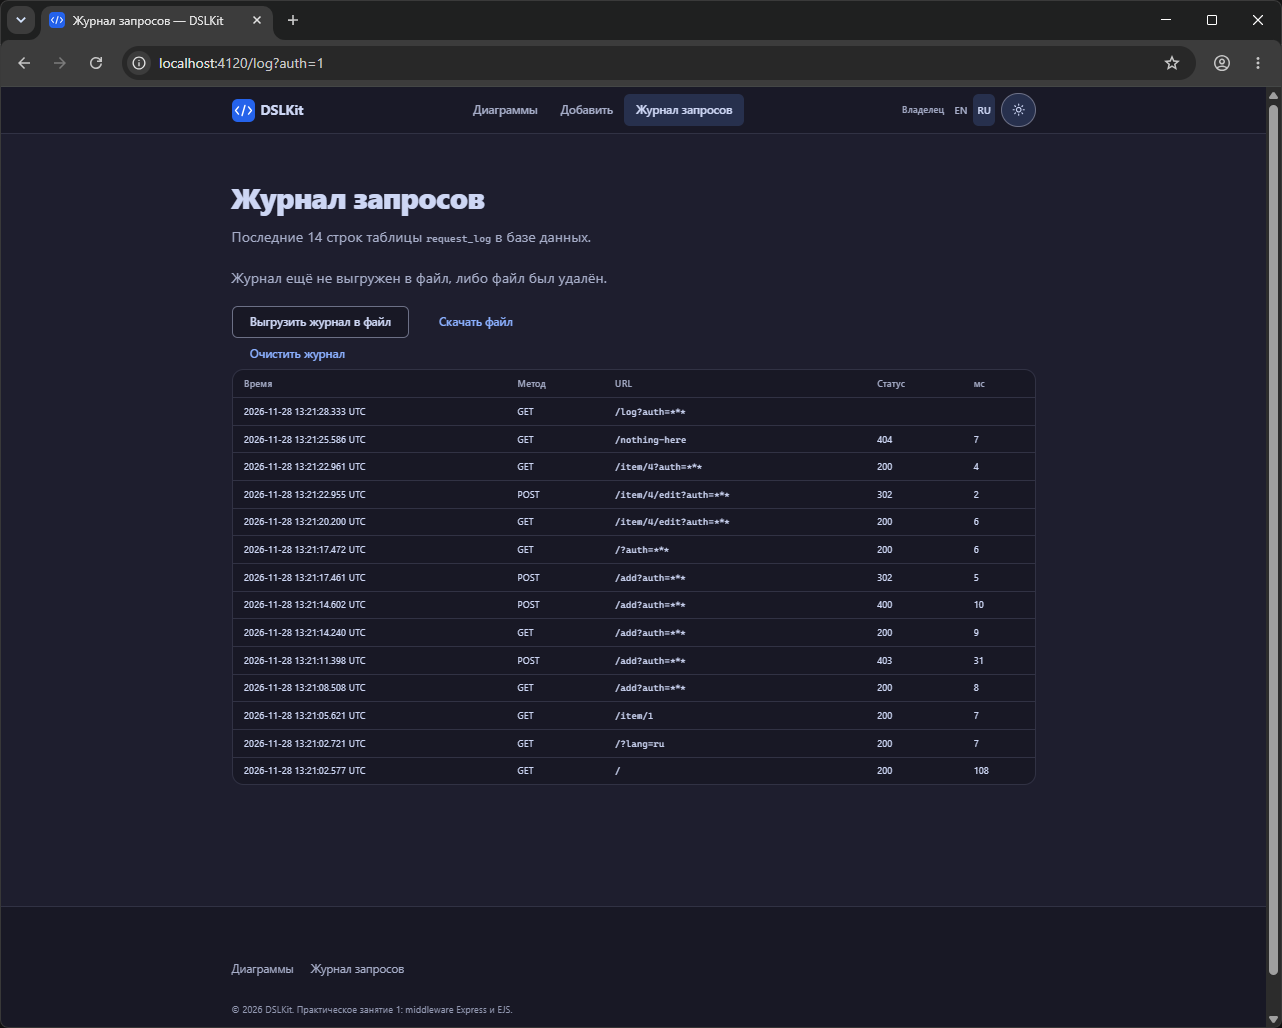 Журнал запросов — DSLKit
localhost:4120/log?auth=1
DSLKit
Диаграммы Добавить Журнал запросов
Владелец EN RU
Журнал запросов
Последние 14 строк таблицы request_log в базе данных.
Журнал ещё не выгружен в файл, либо файл был удалён.
Выгрузить журнал в файл Скачать файл
Очистить журнал
Время Метод URL Статус мс
2026-11-28 13:21:28.333 UTC GET /log?auth=***
2026-11-28 13:21:25.586 UTC GET /nothing-here 404 7
2026-11-28 13:21:22.961 UTC GET /item/4?auth=*** 200 4
2026-11-28 13:21:22.955 UTC POST /item/4/edit?auth=*** 302 2
2026-11-28 13:21:20.200 UTC GET /item/4/edit?auth=*** 200 6
2026-11-28 13:21:17.472 UTC GET /?auth=*** 200 6
2026-11-28 13:21:17.461 UTC POST /add?auth=*** 302 5
2026-11-28 13:21:14.602 UTC POST /add?auth=*** 400 10
2026-11-28 13:21:14.240 UTC GET /add?auth=*** 200 9
2026-11-28 13:21:11.398 UTC POST /add?auth=*** 403 31
2026-11-28 13:21:08.508 UTC GET /add?auth=*** 200 8
2026-11-28 13:21:05.621 UTC GET /item/1 200 7
2026-11-28 13:21:02.721 UTC GET /?lang=ru 200 7
2026-11-28 13:21:02.577 UTC GET / 200 108
Диаграммы Журнал запросов
© 2026 DSLKit. Практическое занятие 1: middleware Express и EJS.